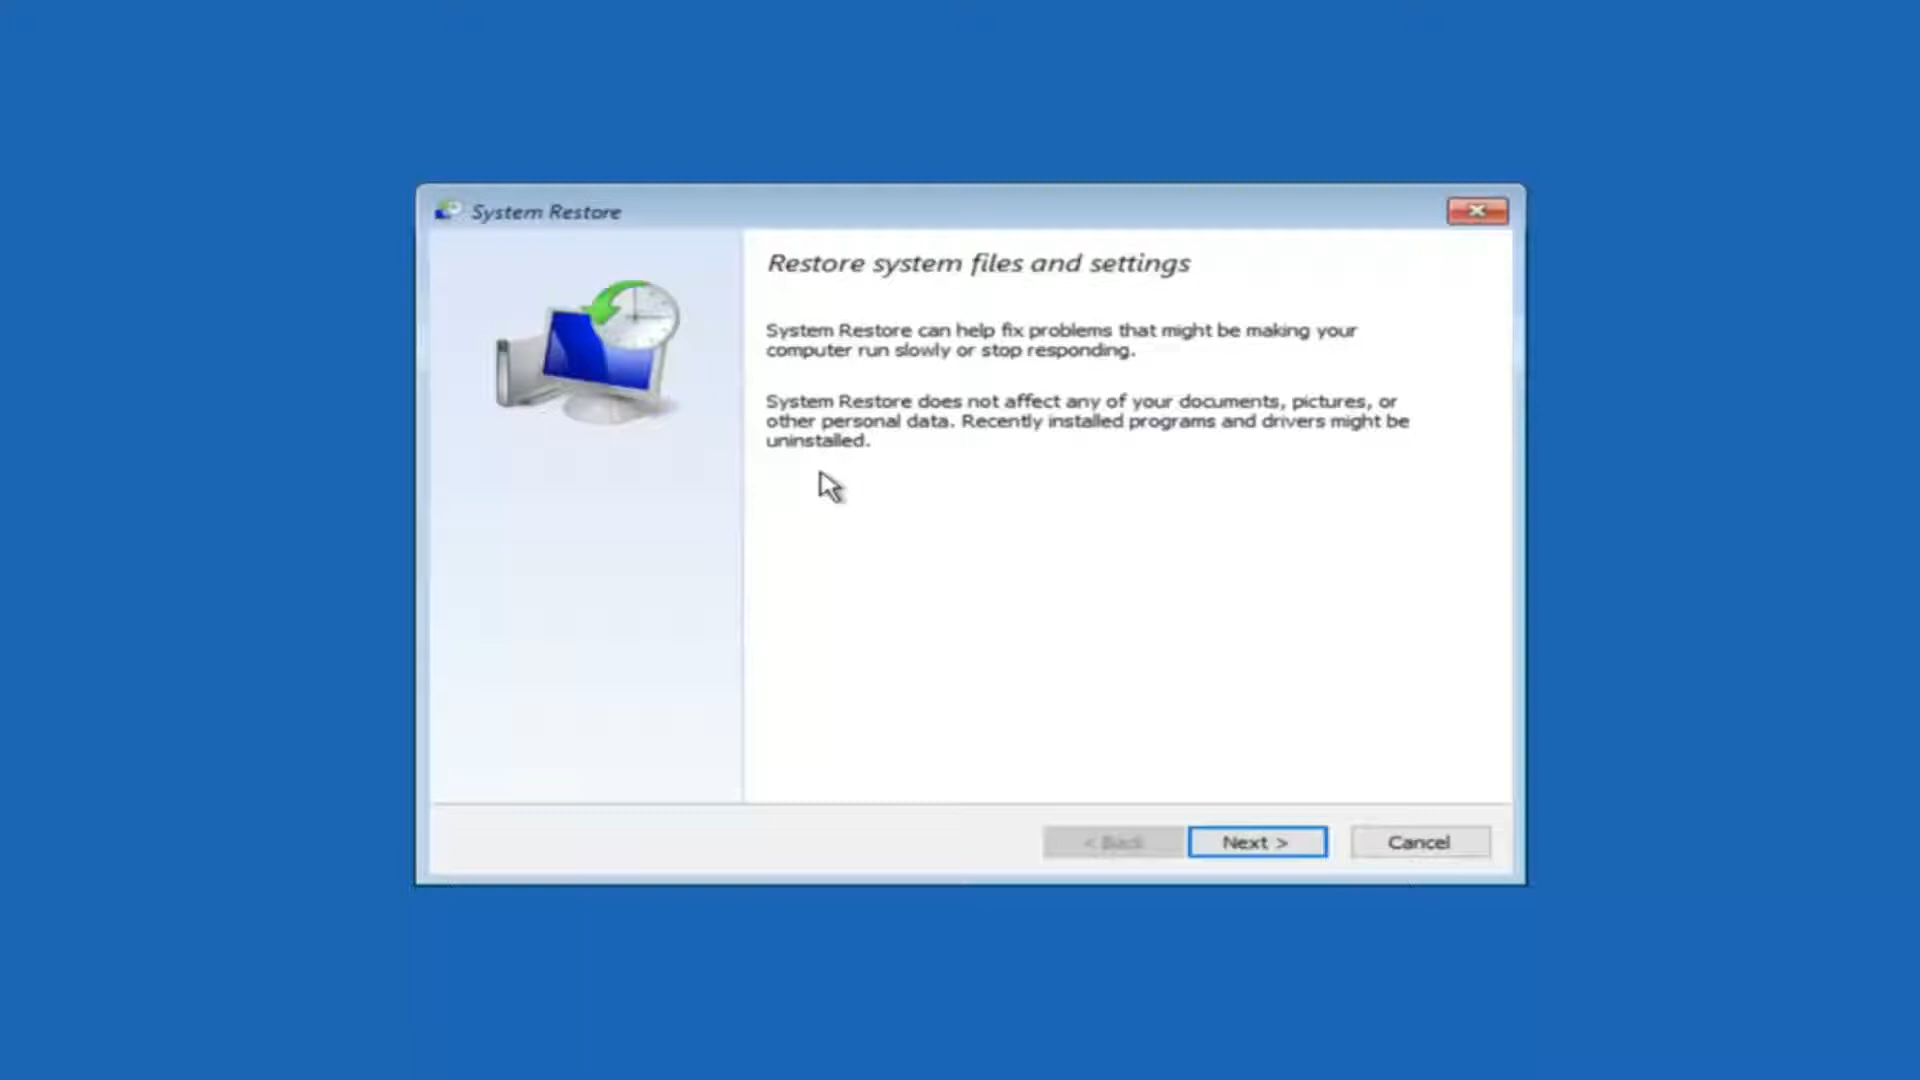 System Restore
Restore system files and settings
System Restore can help fix problems that might be making your
computer run slowly or stop responding.
System Restore does not affect any of your documents, pictures, or
other personal data. Recently installed programs and drivers might be
uninstalled.
< Back
Next >
Cancel